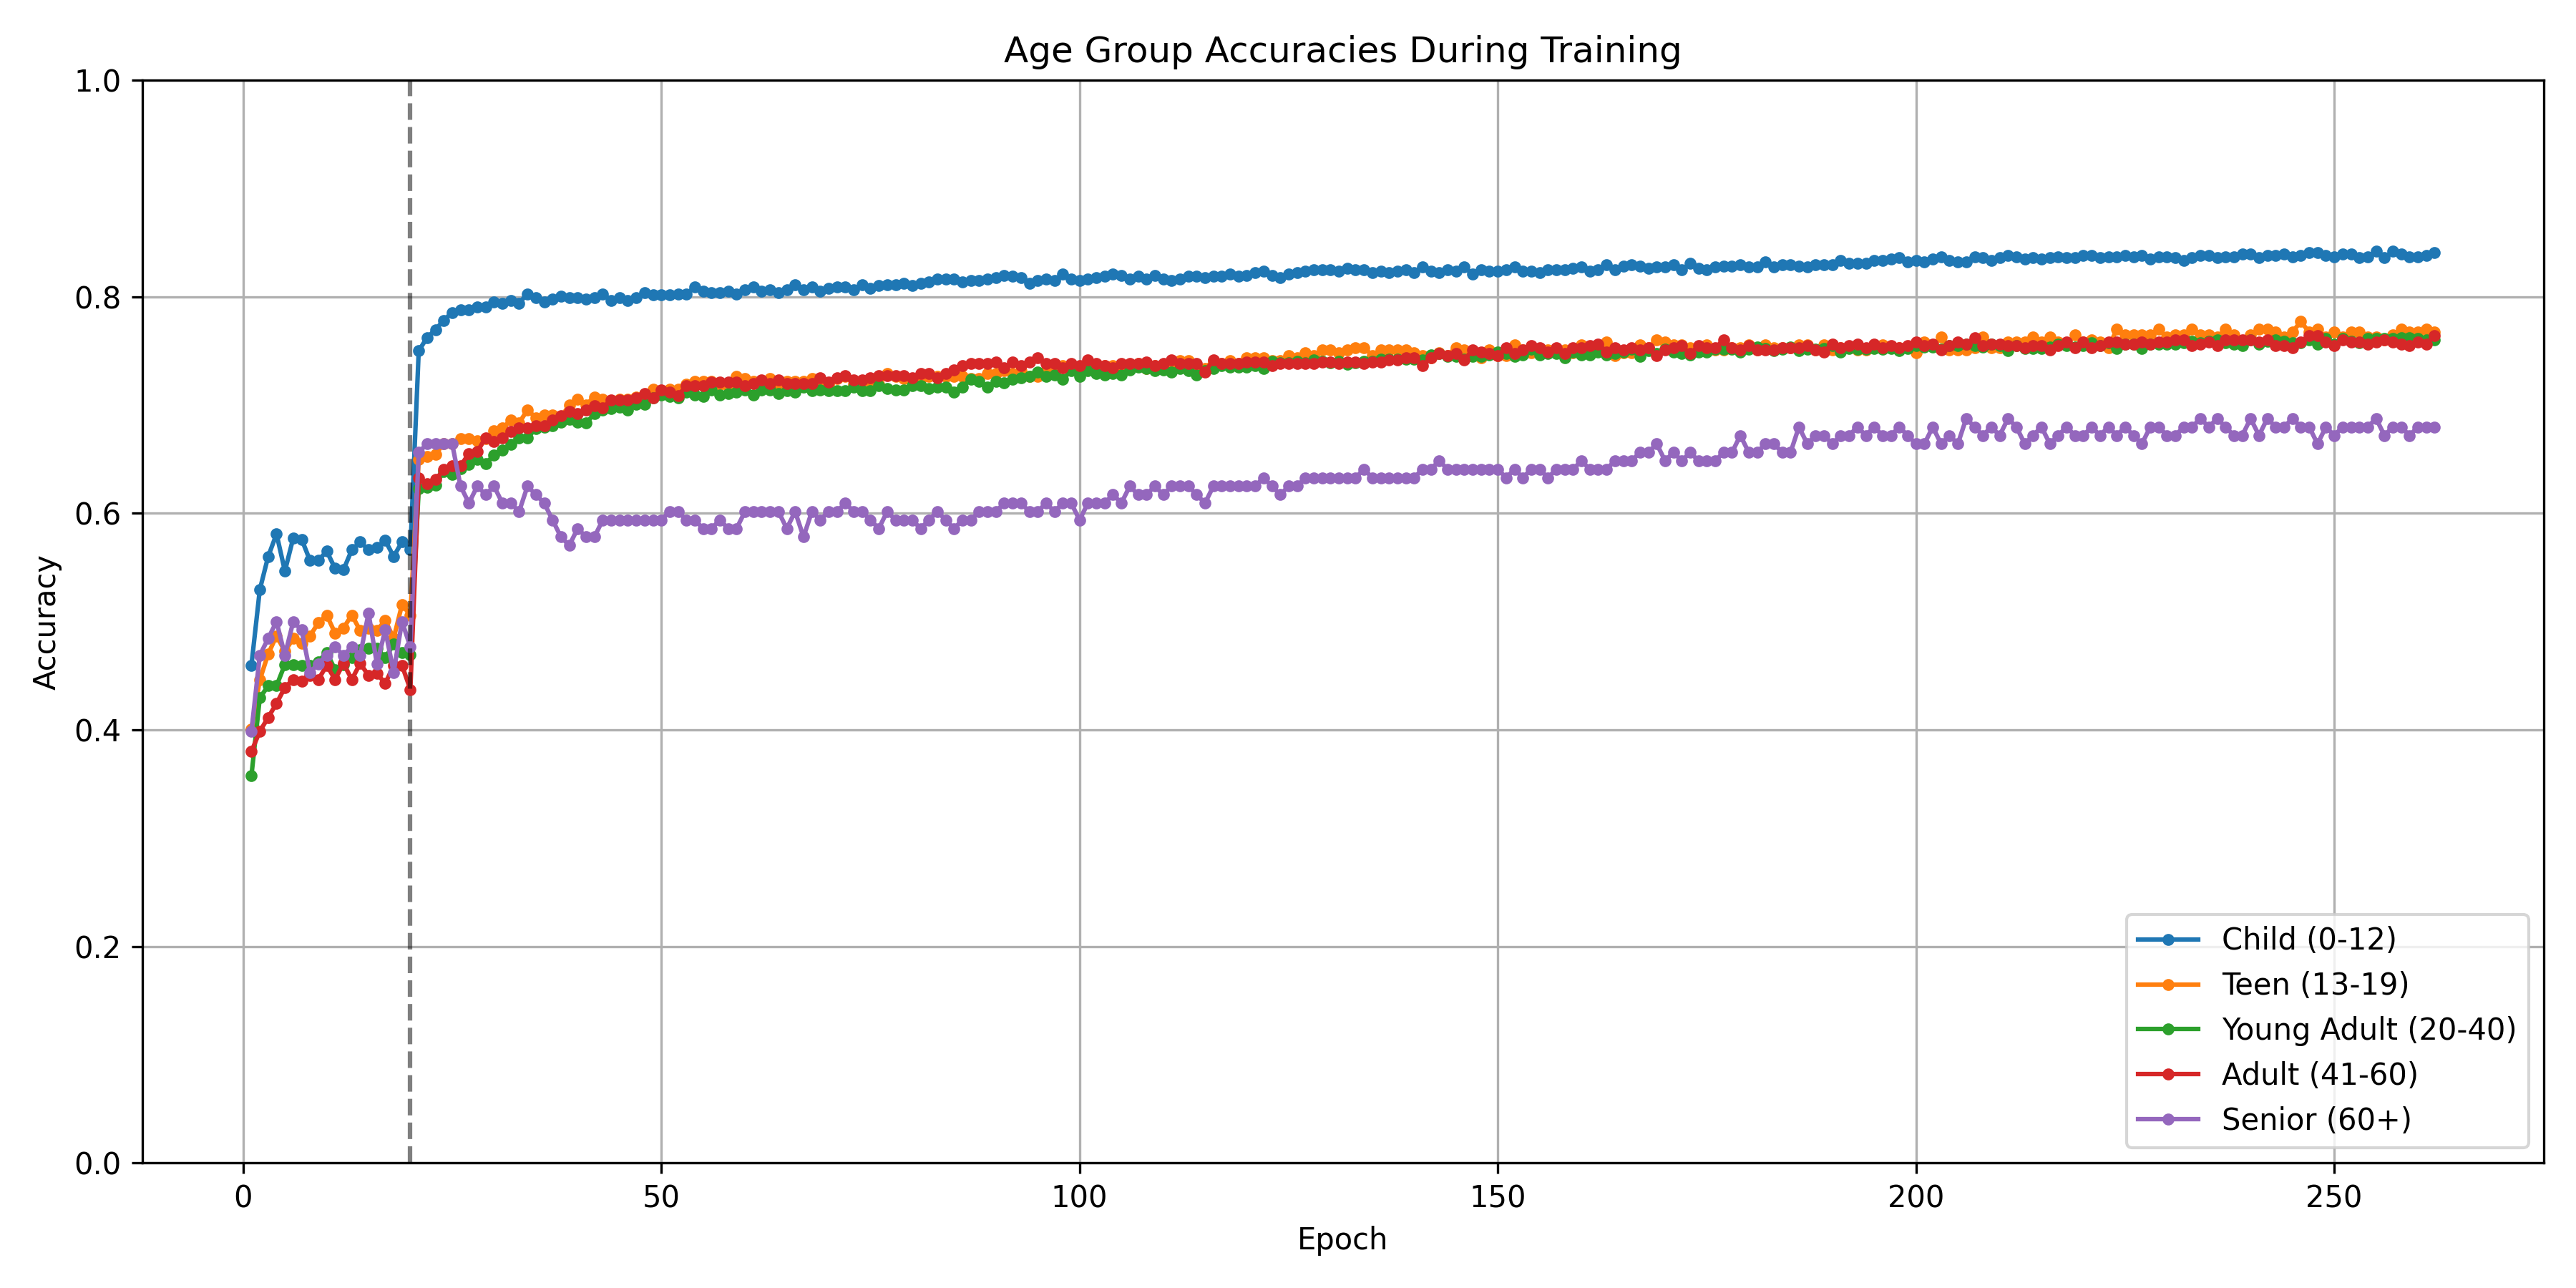 Age Group Accuracies During Training
Accuracy
1.0
0.8
0.6
0.4
0.2
0.0
0 50 100 150 200 250
Epoch
Child (0-12)
Teen (13-19)
Young Adult (20-40)
Adult (41-60)
Senior (60+)